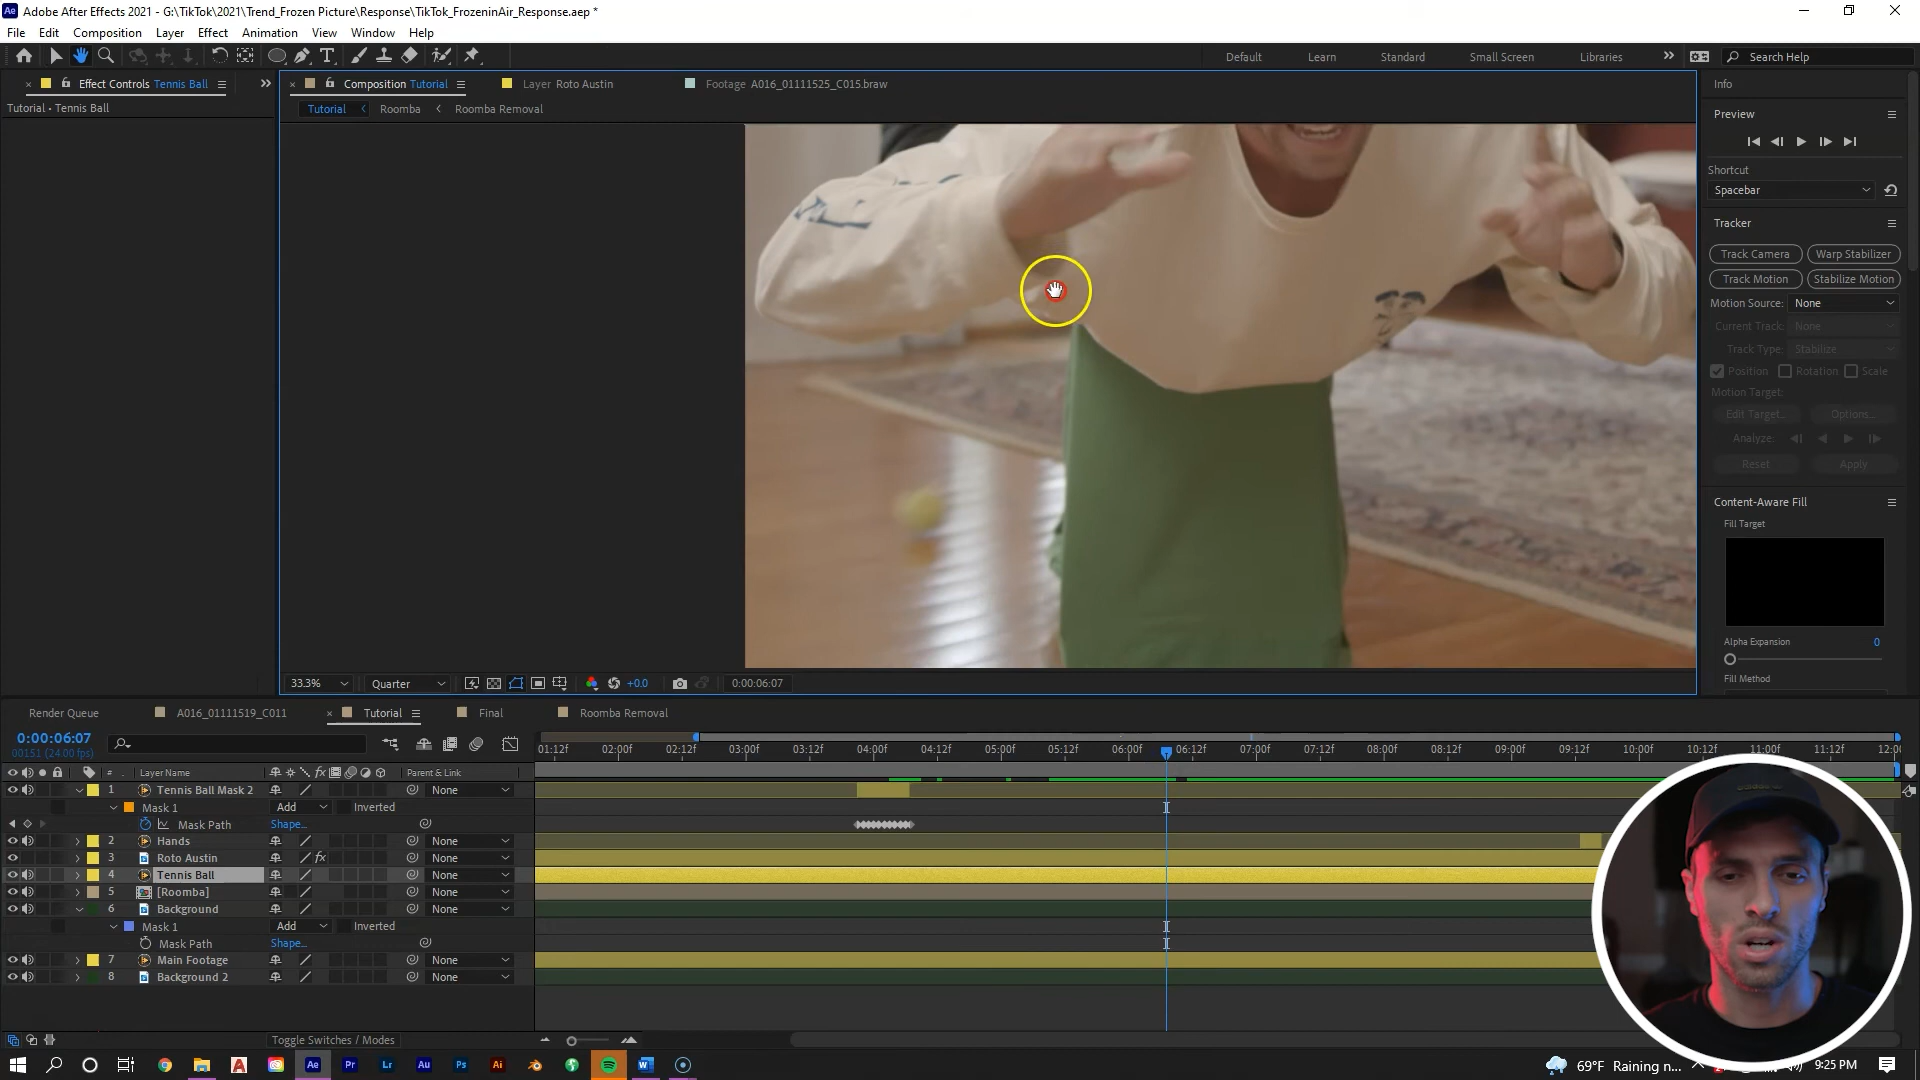 Adobe After Effects 2021 - G:\TikTok\2021\Trend_Frozen Picture\Response\TikTok_FrozeninAir_Response.aep *
File Edit Composition Layer Effect Animation View Window Help
Default Learn Standard Small Screen Libraries Search Help
Effect Controls Tennis Ball
Composition Tutorial
Layer Roto Austin
Footage A016_01111525_C015.braw
Info
Tutorial • Tennis Ball
Tutorial Roomba Roomba Removal
Preview
Shortcut
Spacebar
Tracker
Track Camera Warp Stabilizer
Track Motion Stabilize Motion
Motion Source: None
Current Track: None
Track Type: Stabilize
Position Rotation Scale
Motion Target:
Edit Target... Options...
Analyze:
Reset Apply
Content-Aware Fill
Fill Target
Alpha Expansion 0
Fill Method
33.3% Quarter +0.0 0:00:06:07
Render Queue A016_01111519_C011 Tutorial Final Roomba Removal
0:00:06:07
00151 (24.00 fps)
01:12f 02:00f 02:12f 03:00f 03:12f 04:00f 04:12f 05:00f 05:12f 06:00f 06:12f 07:00f 07:12f 08:00f 08:12f 09:00f 09:12f 10:00f 10:12f 11:00f 11:12f 12:00
# Layer Name Parent & Link
1 Tennis Ball Mask 2 None
Mask 1 Add Inverted
Mask Path Shape...
2 Hands None
3 Roto Austin fx None
4 Tennis Ball None
5 [Roomba] None
6 Background None
Mask 1 Add Inverted
Mask Path Shape...
7 Main Footage None
8 Background 2 None
Toggle Switches / Modes
Ae Pr Lr Au Ps Ai
69°F Raining n... 9:25 PM